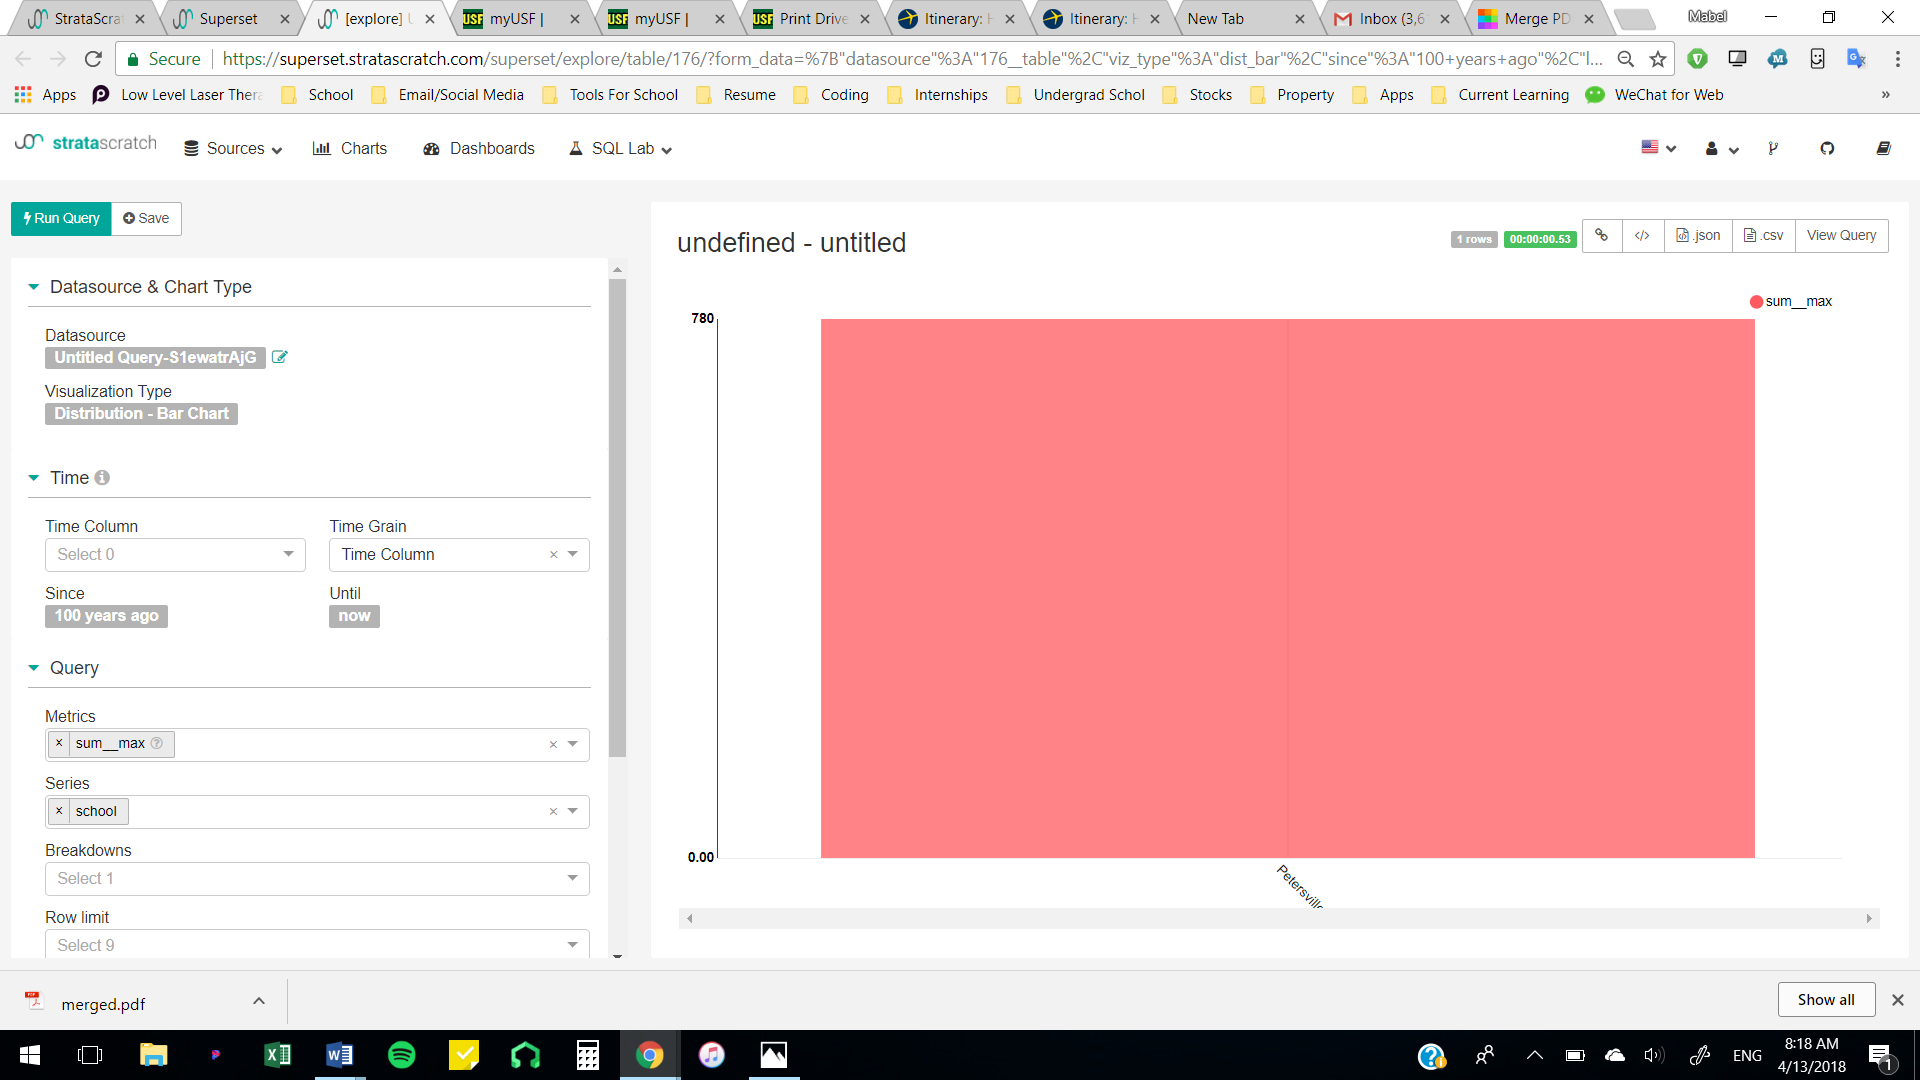 StrataScrat
Superset
[explore] U
myUSF |
myUSF |
Print Drive
Itinerary: H
Itinerary: H
New Tab
Inbox (3,6
Merge PD
Mabel
Secure
https://superset.stratascratch.com/superset/explore/table/176/?form_data=%7B"datasource"%3A"176__table"%2C"viz_type"%3A"dist_bar"%2C"since"%3A"100+years+ago"%2C"l...
Apps
Low Level Laser Thera
School
Email/Social Media
Tools For School
Resume
Coding
Internships
Undergrad Schol
Stocks
Property
Apps
Current Learning
WeChat for Web
»
stratascratch
Sources
Charts
Dashboards
SQL Lab
Run Query
Save
Datasource & Chart Type
Datasource
Untitled Query-S1ewatrAjG
Visualization Type
Distribution - Bar Chart
Time
Time Column
Time Grain
Select 0
Time Column
Since
Until
100 years ago
now
Query
Metrics
sum__max
Series
school
Breakdowns
Select 1
Row limit
Select 9
undefined - untitled
1 rows
00:00:00.53
.json
.csv
View Query
sum__max
780
0.00
Petersville
merged.pdf
Show all
ENG
8:18 AM
4/13/2018
1